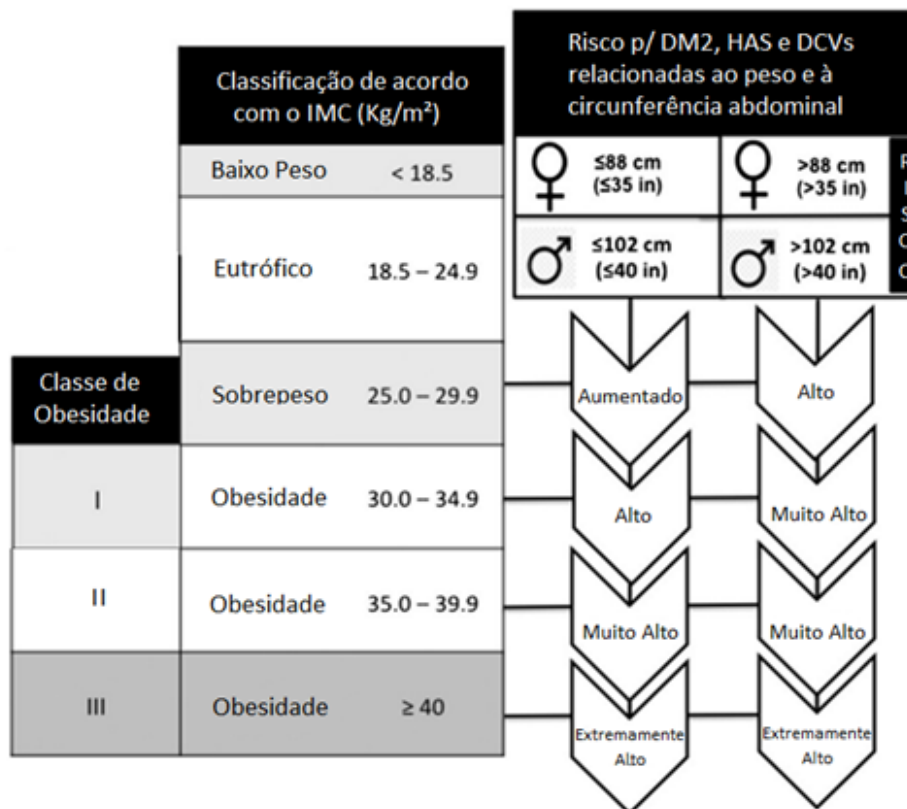 Risco p/ DM2, HAS e DCVs
relacionadas ao peso e à
circunferência abdominal
Classificação de acordo
com o IMC (Kg/m²)
≤88 cm
(≤35 in)
>88 cm
(>35 in)
≤102 cm
(≤40 in)
>102 cm
(>40 in)
Baixo Peso < 18.5
Eutrófico 18.5 – 24.9
Classe de
Obesidade
Sobrepeso 25.0 – 29.9
Aumentado
Alto
I
Obesidade 30.0 – 34.9
Alto
Muito Alto
II
Obesidade 35.0 – 39.9
Muito Alto
Muito Alto
III
Obesidade ≥ 40
Extremamente
Alto
Extremamente
Alto